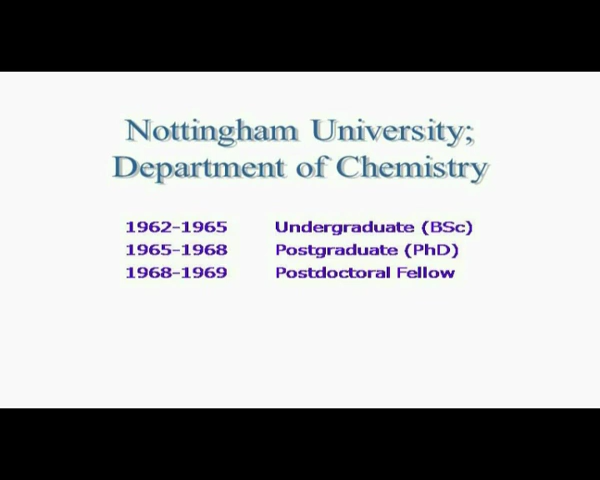 Nottingham University;
Department of Chemistry
1962-1965 Undergraduate (BSc)
1965-1968 Postgraduate (PhD)
1968-1969 Postdoctoral Fellow